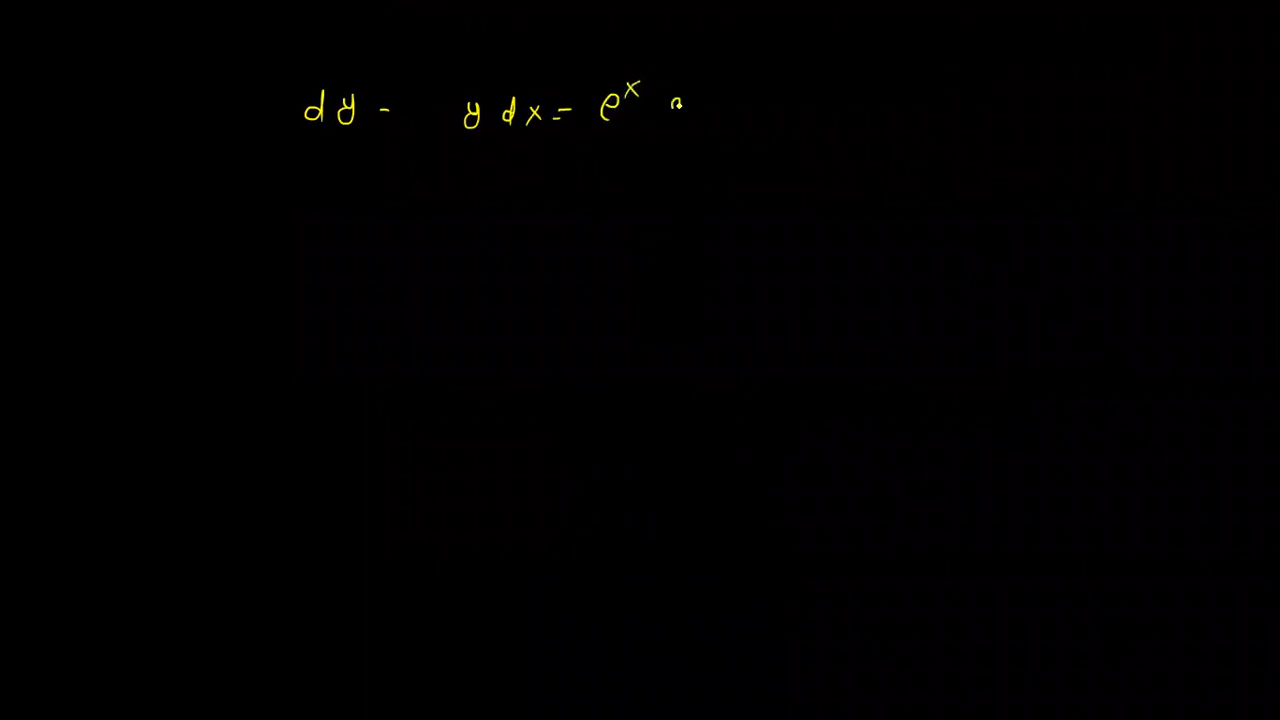 dy - y dx = e^x